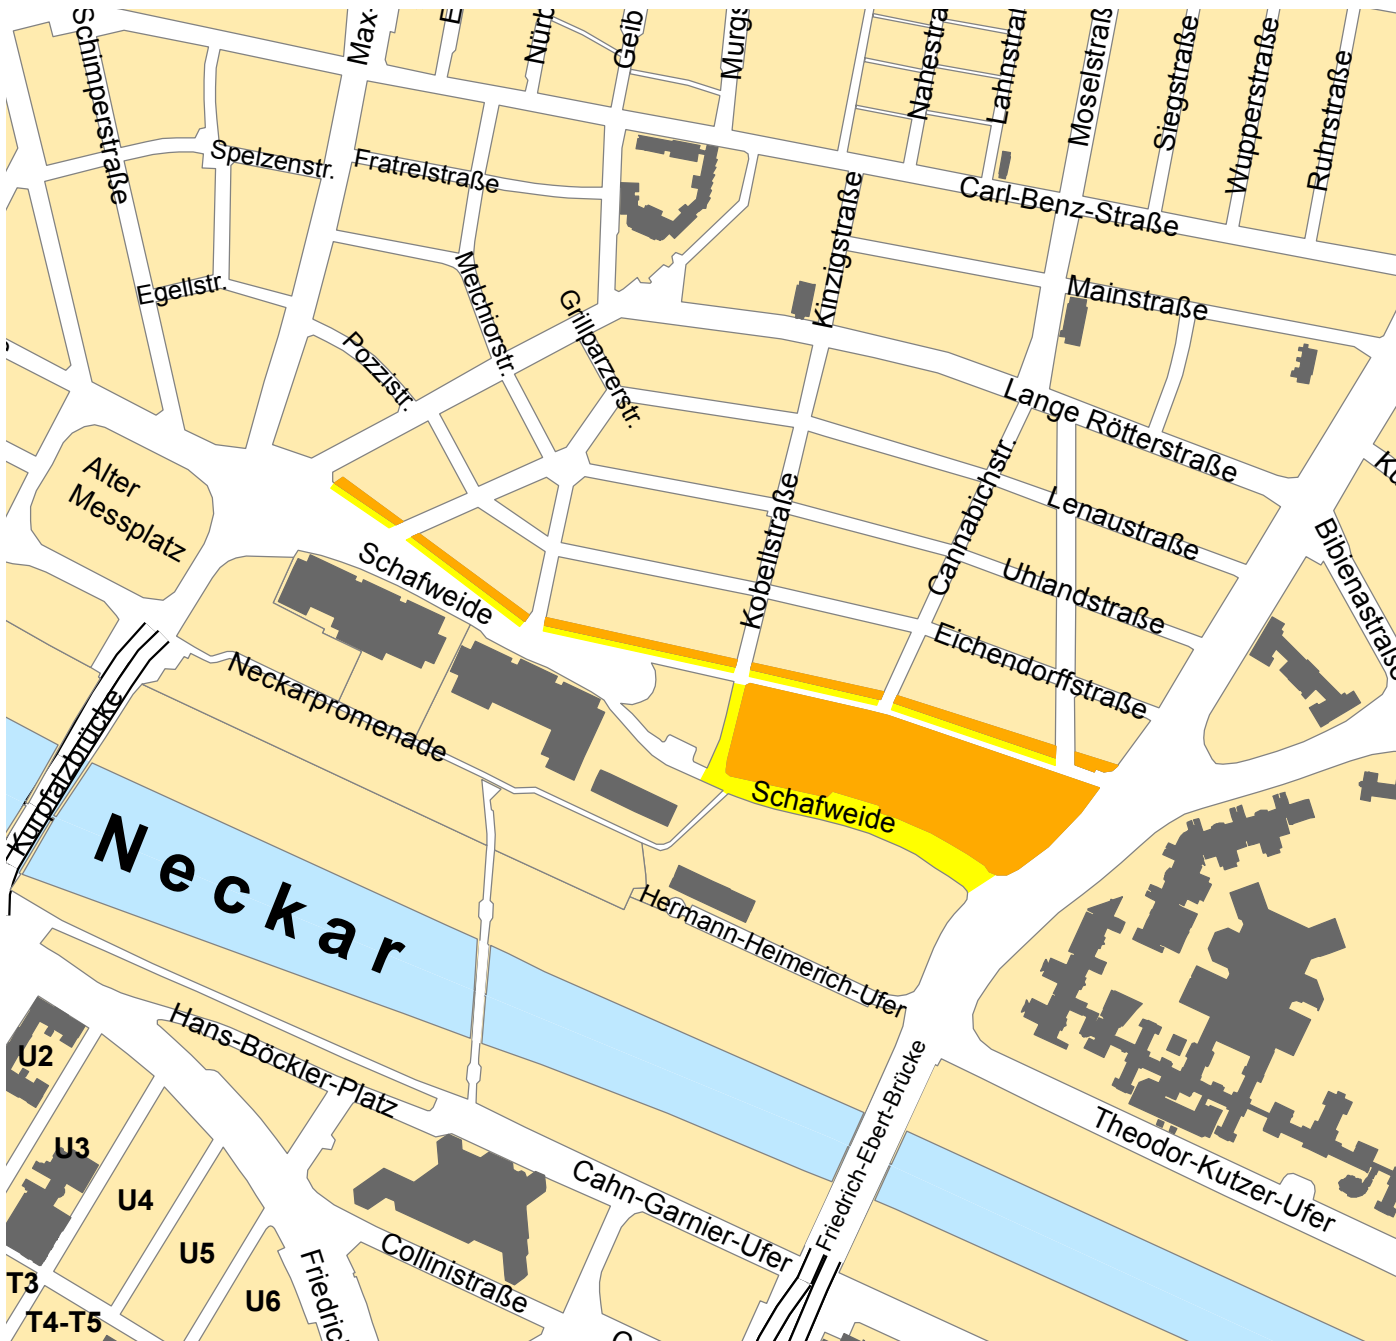 Schimperstraße
Max-
Nürb
Geib
Murgs
Nahestra
Lahnstraß
Moselstraß
Siegstraße
Wupperstraße
Ruhrstraße
Spelzenstr.
Fratrelstraße
Carl-Benz-Straße
Kinzigstraße
Egellstr.
Melchiorstr.
Grillparzerstr.
Mainstraße
Pozzistr.
Lange Rötterstraße
Alter
Messplatz
Kobellstraße
Cannabichstr.
Lenaustraße
Bibienastraße
Schafweide
Uhlandstraße
Eichendorffstraße
Neckarpromenade
Kurpfalzbrücke
Schafweide
Neckar
Hermann-Heimerich-Ufer
Hans-Böckler-Platz
U2
Friedrich-Ebert-Brücke
U3
Theodor-Kutzer-Ufer
U4
Cahn-Garnier-Ufer
U5
Collinistraße
T3
U6
Friedrich
T4-T5